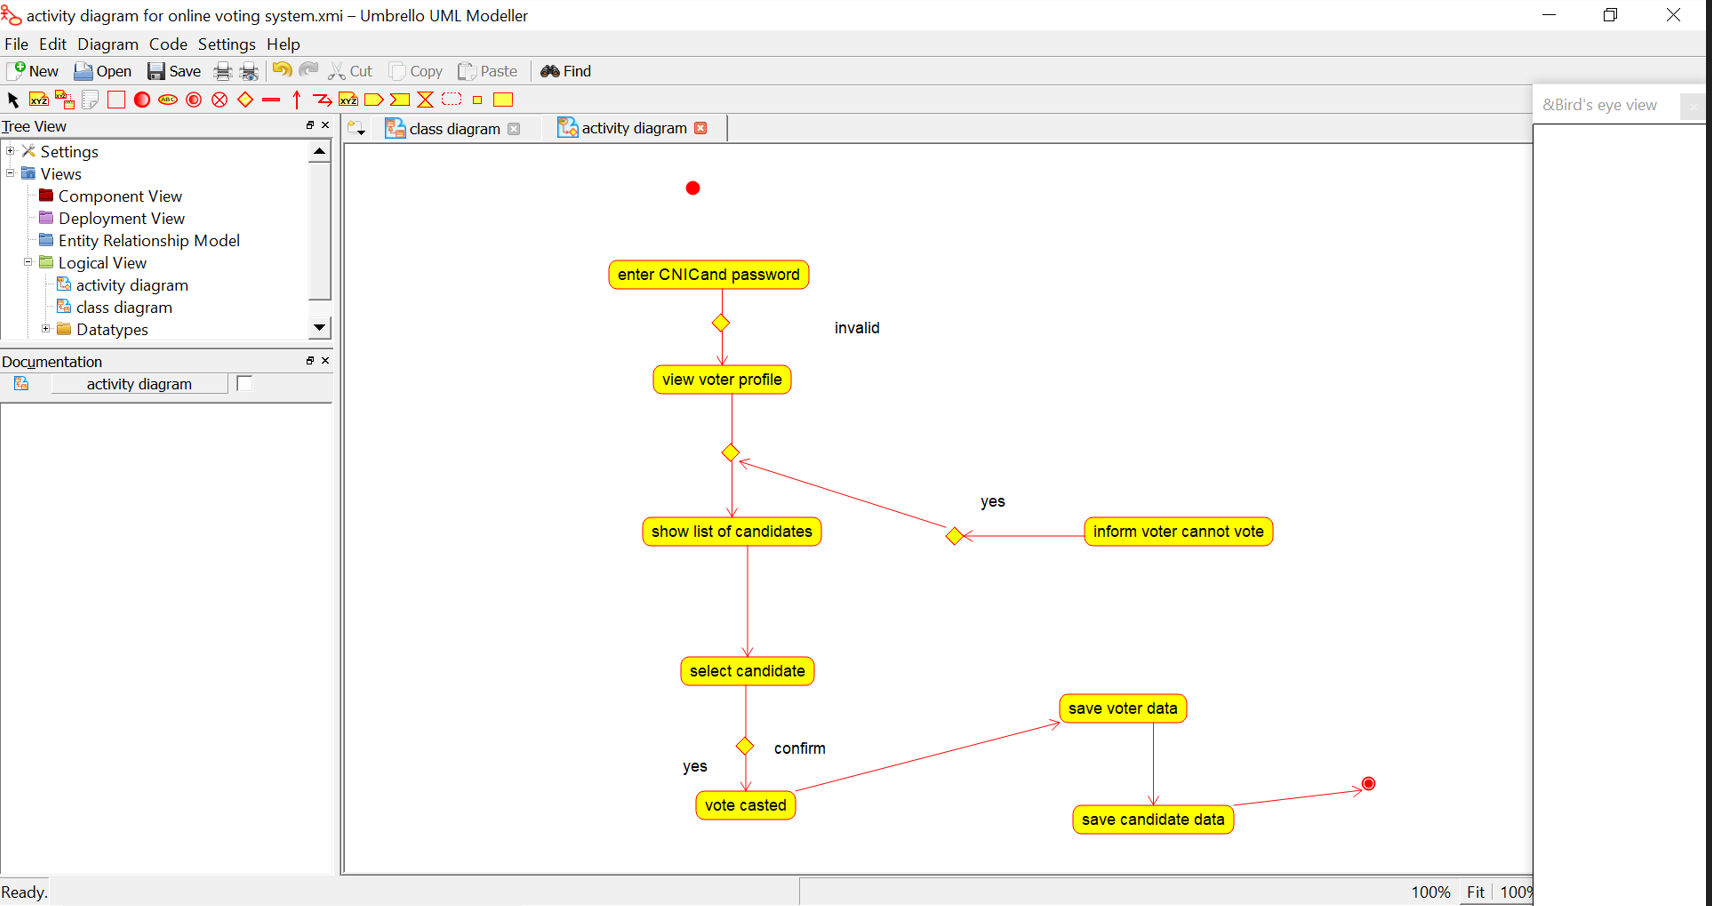 activity diagram for online voting system.xmi – Umbrello UML Modeller
File Edit Diagram Code Settings Help
New Open Save Cut Copy Paste Find
XYZ XYZ ABC XYZ
Tree View
class diagram activity diagram
&Bird's eye view
Settings
Views
Component View
Deployment View
Entity Relationship Model
Logical View
activity diagram
class diagram
Datatypes
Documentation
activity diagram
enter CNICand password
invalid
view voter profile
yes
show list of candidates
inform voter cannot vote
select candidate
save voter data
confirm
yes
vote casted
save candidate data
Ready.
100% Fit 100%